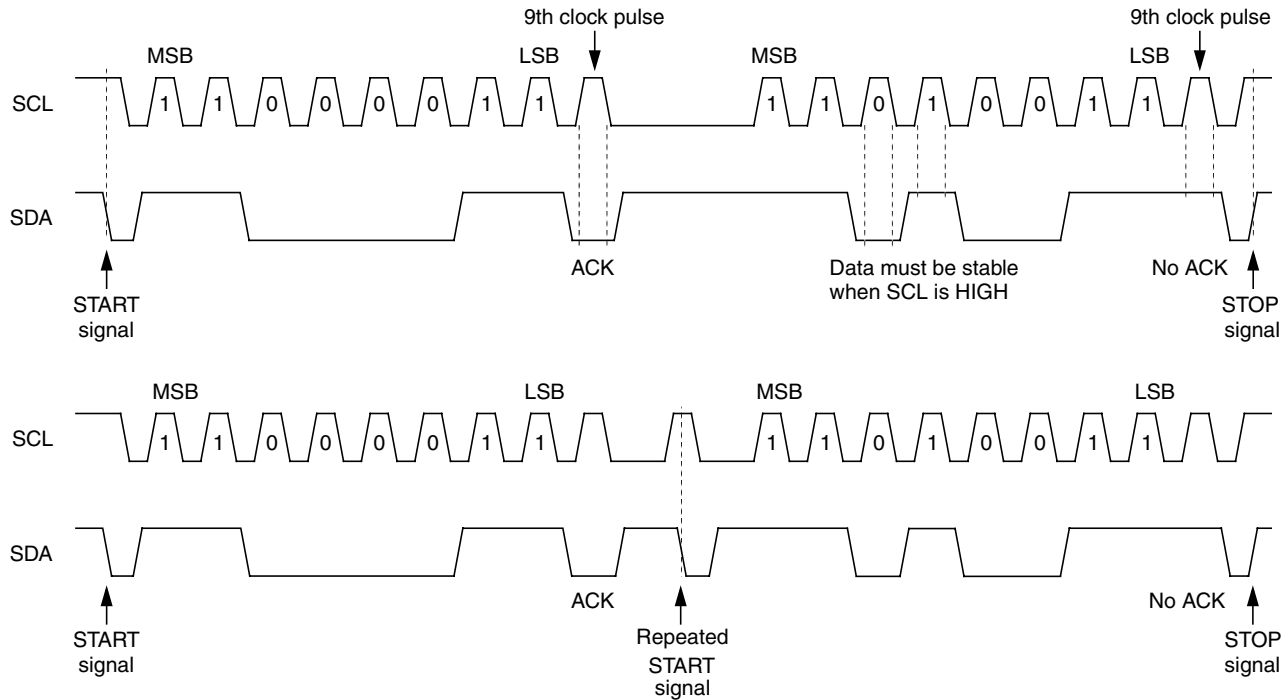 9th clock pulse 9th clock pulse
MSB LSB MSB LSB
SCL 1 1 0 0 0 0 1 1 1 1 0 1 0 0 1 1
SDA
ACK Data must be stable No ACK
when SCL is HIGH
START STOP
signal signal
MSB LSB MSB LSB
SCL 1 1 0 0 0 0 1 1 1 1 0 1 0 0 1 1
SDA
ACK No ACK
START Repeated STOP
signal START signal
signal